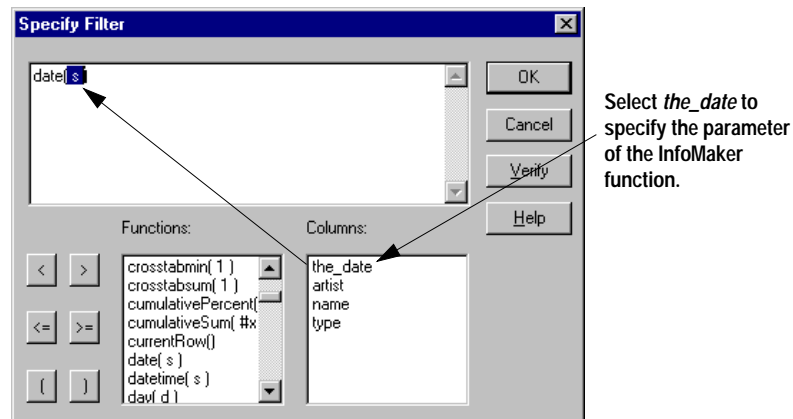 Specify Filter
date( s )
OK
Cancel
Verify
Help
Select the_date to
specify the parameter
of the InfoMaker
function.
Functions:
Columns:
< >
<= >=
( )
crosstabmin( 1 )
crosstabsum( 1 )
cumulativePercent(
cumulativeSum( #x
currentRow()
date( s )
datetime( s )
day( d )
the_date
artist
name
type